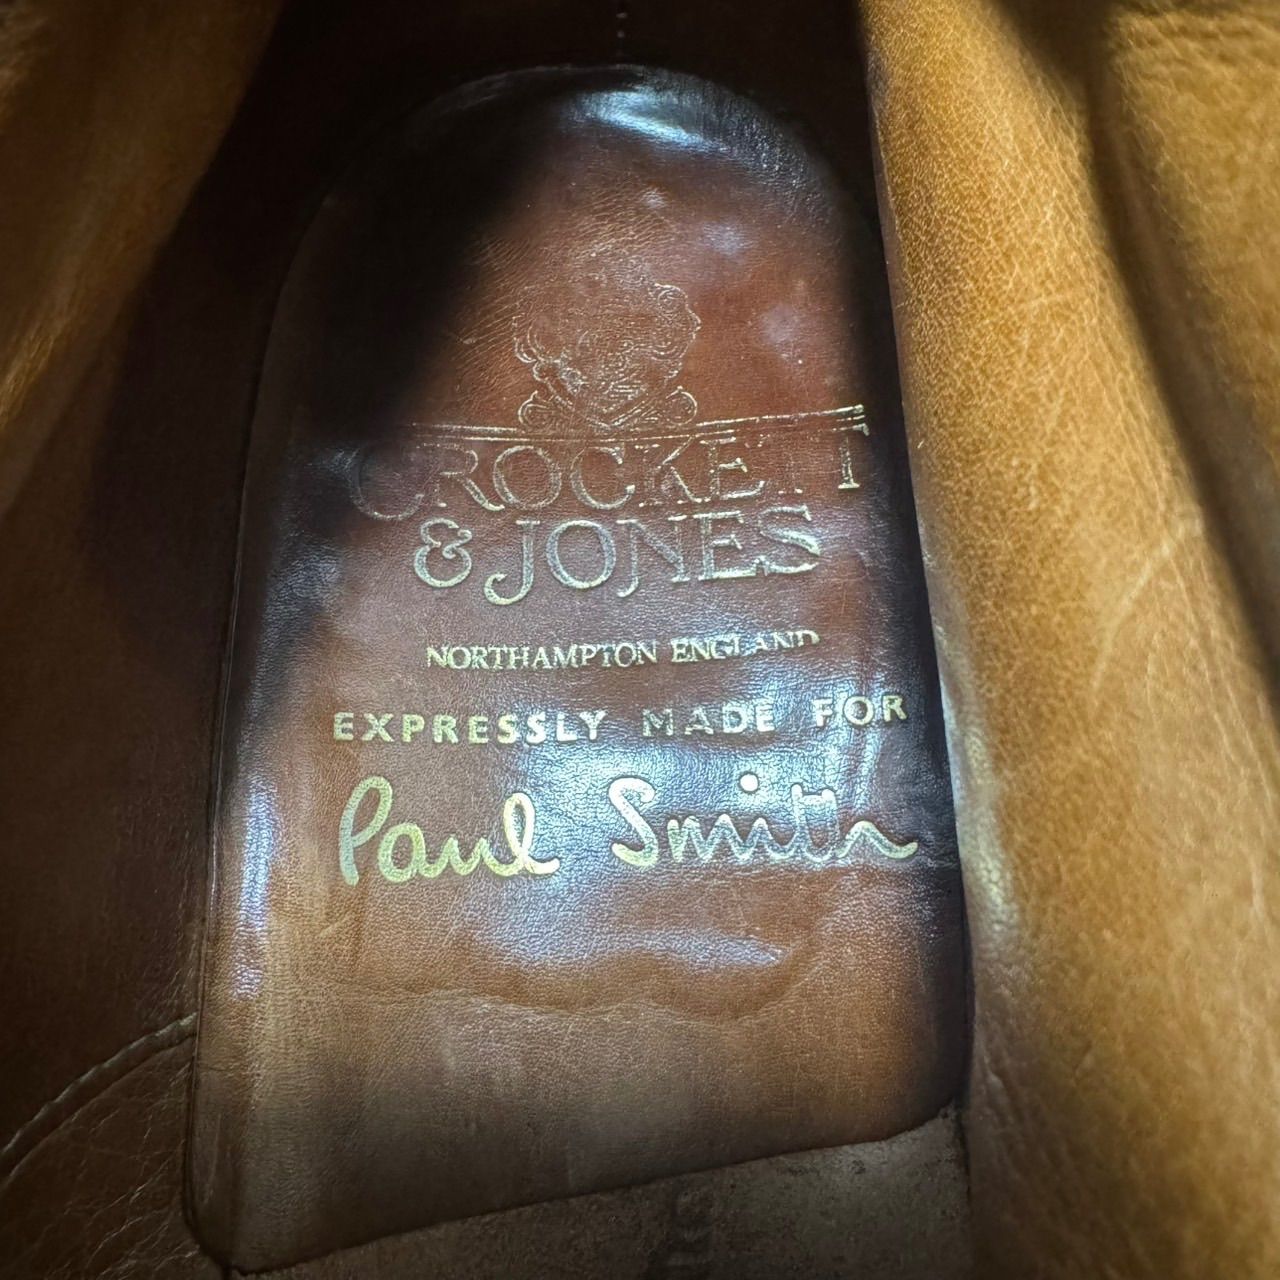 CROCKETT
& JONES
NORTHAMPTON ENGLAND
EXPRESSLY MADE FOR
Paul Smith